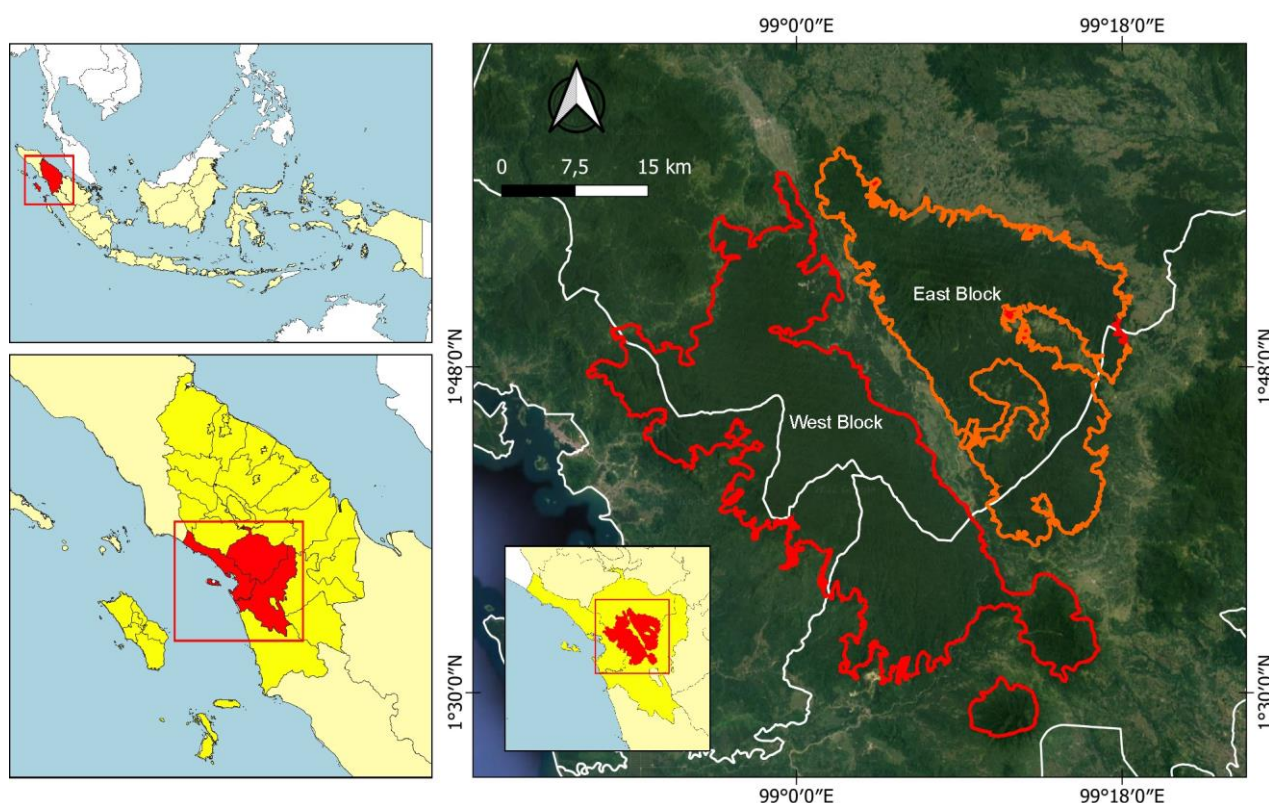 99°0′0″E 99°18′0″E
0 7,5 15 km
East Block
1°48′0″N 1°48′0″N
West Block
1°30′0″N 1°30′0″N
99°0′0″E 99°18′0″E